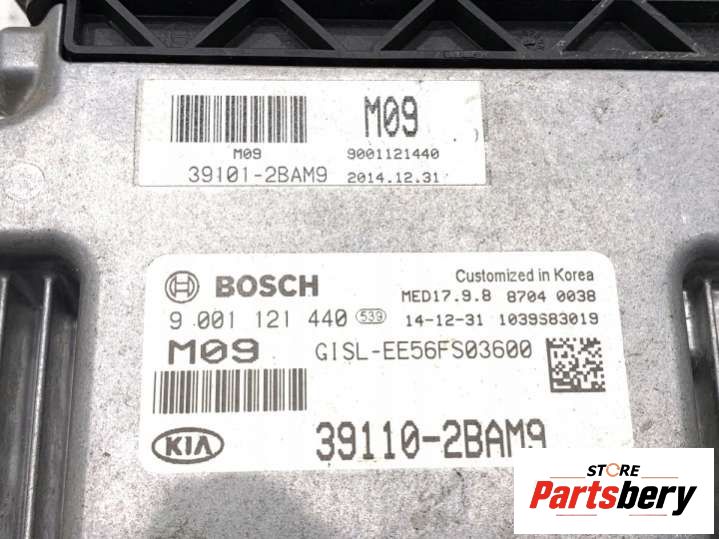 M09
M09
9001121440
39101-2BAM9
2014.12.31
BOSCH
Customized in Korea
MED17.9.8 8704 0038
9 001 121 440 539
14-12-31 1039S83019
M09
GISL-EE56FS03600
KIA
39110-2BAM9
STORE
Partsbery